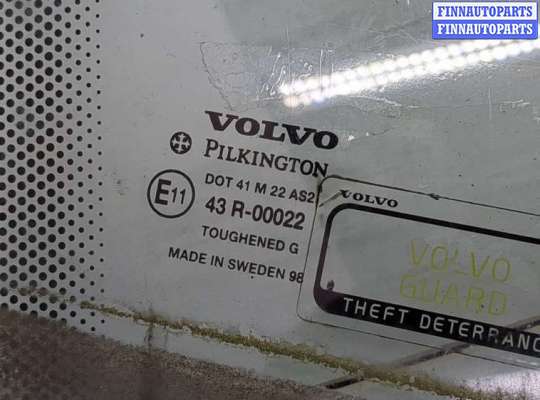 FINNAUTOPARTS
FINNAUTOPARTS
VOLVO
PILKINGTON
DOT 41 M 22 AS2
E11
43 R-00022
TOUGHENED G
MADE IN SWEDEN 98
VOLVO
VOLVO
GUARD
THEFT